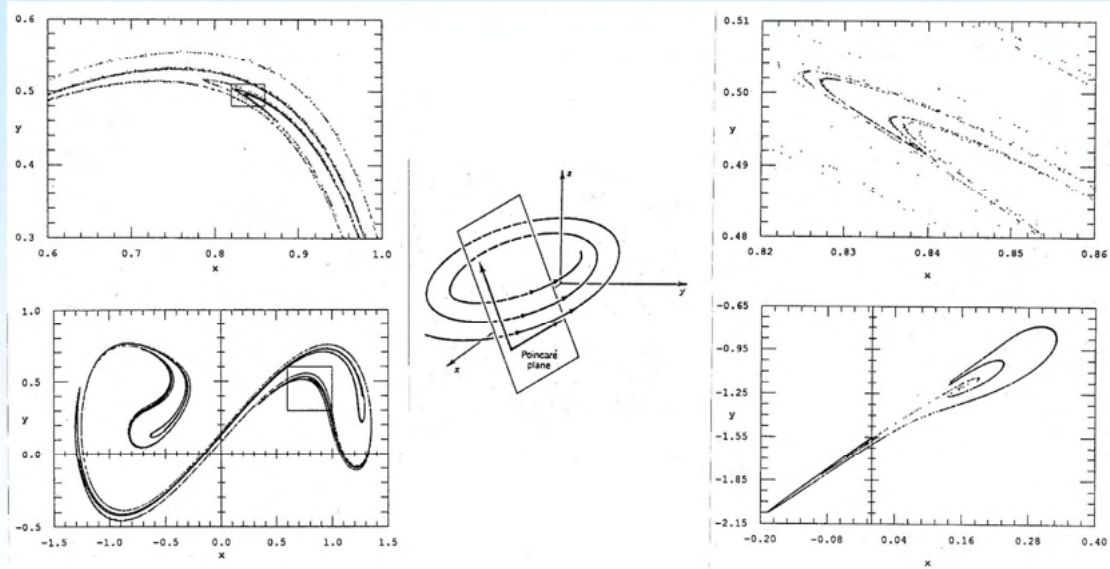 0.6
0.5
y
0.4
0.3
0.6 0.7 0.8 0.9 1.0
x
1.0
0.5
y
0.0
-0.5
-1.5 -1.0 -0.5 0.0 0.5 1.0 1.5
x
z
y
x
Poincaré
plane
0.51
0.50
y
0.49
0.48
0.82 0.83 0.84 0.85 0.86
x
-0.65
-0.95
-1.25
y
-1.55
-1.85
-2.15
-0.20 -0.08 0.04 0.16 0.28 0.40
x